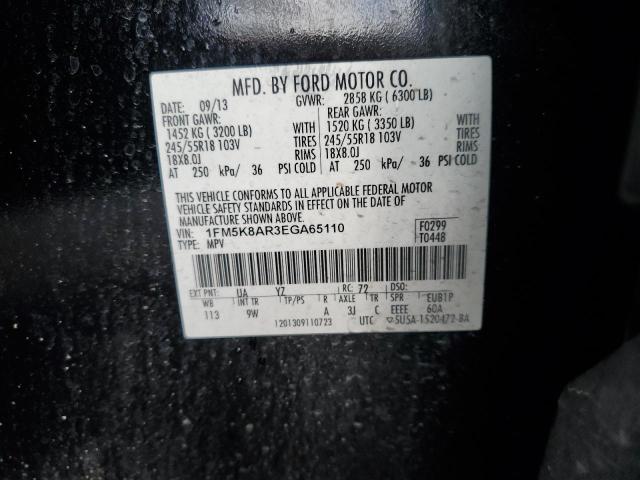 MFD. BY FORD MOTOR CO.
DATE: 09/13 GVWR: 2858 KG ( 6300 LB)
FRONT GAWR: REAR GAWR:
1452 KG ( 3200 LB) WITH 1520 KG ( 3350 LB) WITH
245/55R18 103V TIRES 245/55R18 103V TIRES
18X8.0J RIMS 18X8.0J RIMS
AT 250 kPa/ 36 PSI COLD AT 250 kPa/ 36 PSI COLD
THIS VEHICLE CONFORMS TO ALL APPLICABLE FEDERAL MOTOR
VEHICLE SAFETY STANDARDS IN EFFECT ON THE DATE OF
MANUFACTURE SHOWN ABOVE.
VIN: 1FM5K8AR3EGA65110 F0299
TYPE: MPV T0448
EXT PNT: UA YZ RC: 72 DSO:
WB INT TR TP/PS R AXLE TR SPR EUB1P
113 9W A 3J C EEEE 60A
1201309110723 UTC 5U5A-1520472-BA